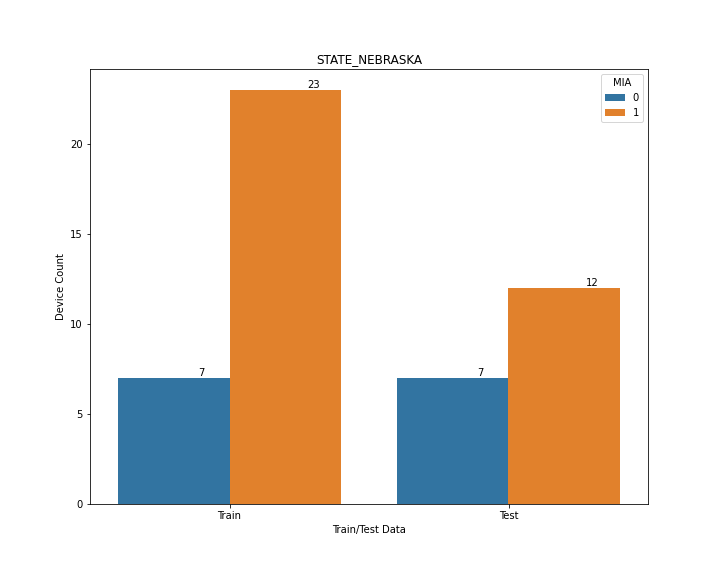 STATE_NEBRASKA
MIA
0
1
23
12
7
7
20
15
10
5
0
Device Count
Train
Test
Train/Test Data